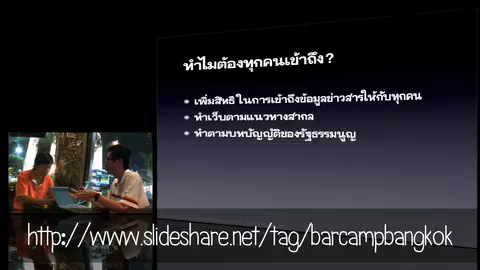 ทำไมต้องทุกคนเข้าถึง?
เพิ่มสิทธิ ในการเข้าถึงข้อมูลข่าวสารให้กับทุกคน
ทำเว็บตามแนวทางสากล
ทำตามบทบัญญัติของรัฐธรรมนูญ
http://www.slideshare.net/tag/barcampbangkok